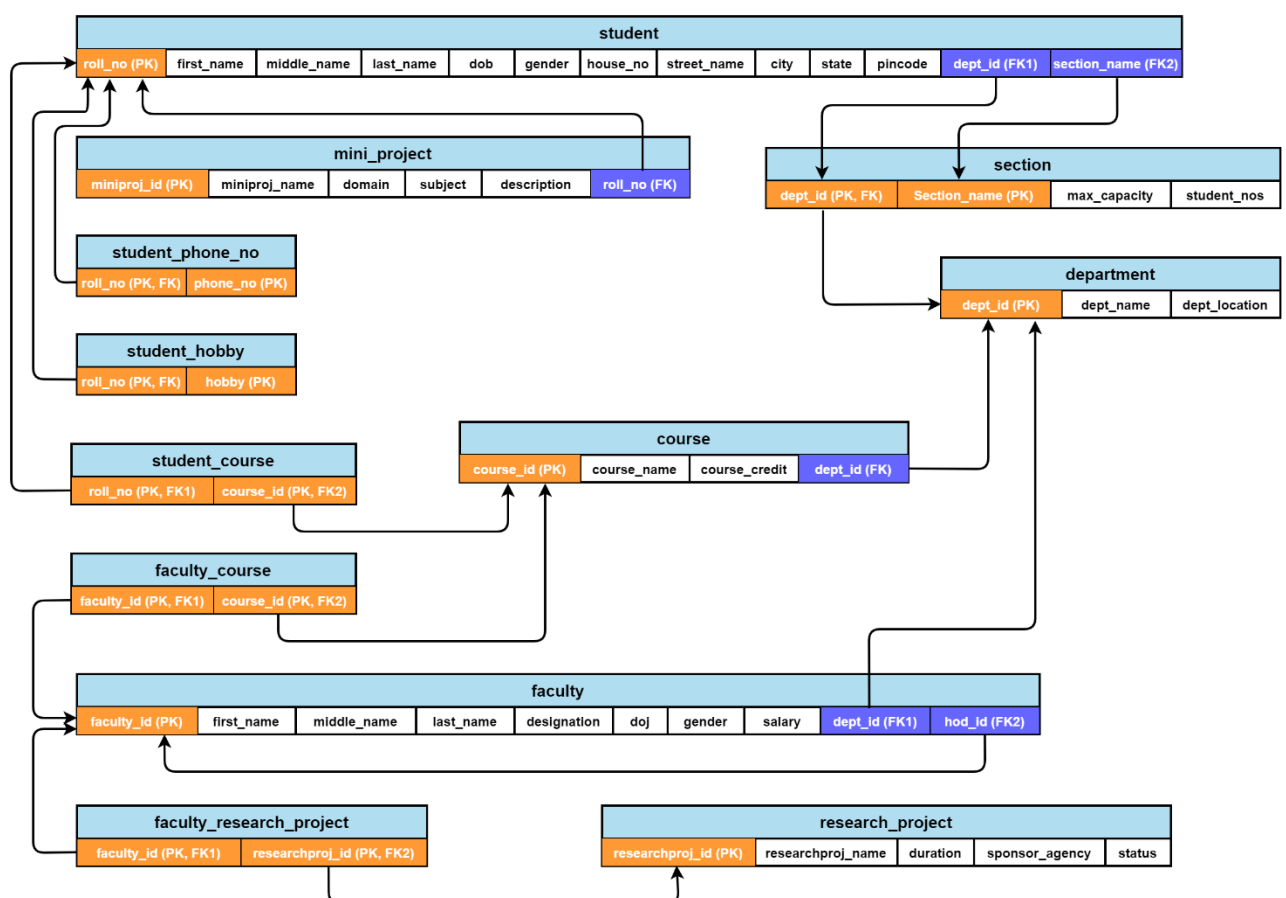 student
roll_no (PK) first_name middle_name last_name dob gender house_no street_name city state pincode dept_id (FK1) section_name (FK2)
mini_project
miniproj_id (PK) miniproj_name domain subject description roll_no (FK)
section
dept_id (PK, FK) Section_name (PK) max_capacity student_nos
student_phone_no
roll_no (PK, FK) phone_no (PK)
department
dept_id (PK) dept_name dept_location
student_hobby
roll_no (PK, FK) hobby (PK)
course
course_id (PK) course_name course_credit dept_id (FK)
student_course
roll_no (PK, FK1) course_id (PK, FK2)
faculty_course
faculty_id (PK, FK1) course_id (PK, FK2)
faculty
faculty_id (PK) first_name middle_name last_name designation doj gender salary dept_id (FK1) hod_id (FK2)
faculty_research_project
faculty_id (PK, FK1) researchproj_id (PK, FK2)
research_project
researchproj_id (PK) researchproj_name duration sponsor_agency status